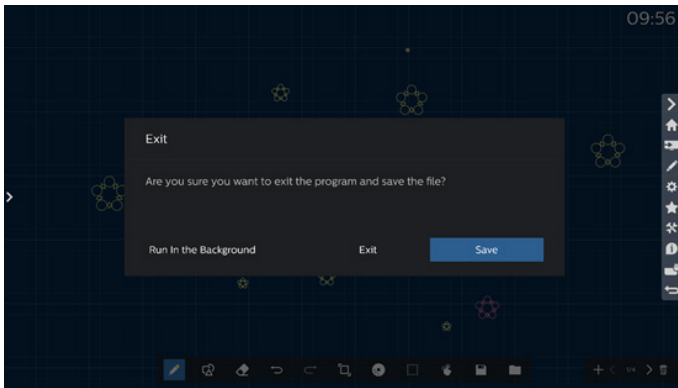 09:56
Exit
Are you sure you want to exit the program and save the file?
Run In the Background
Exit
Save